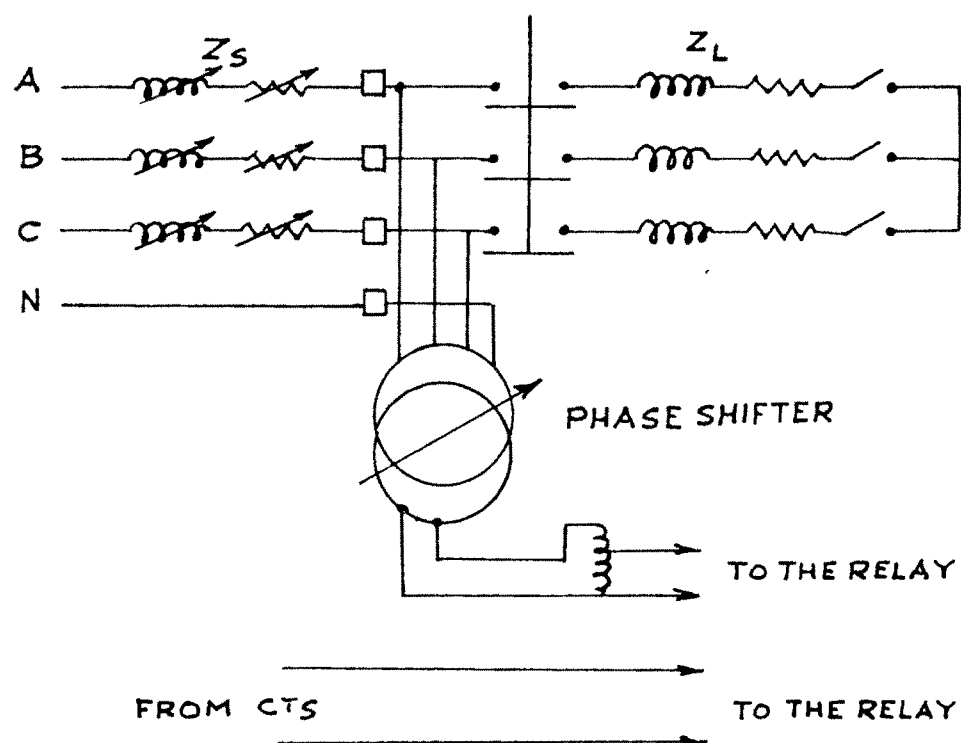 Z_S
Z_L
A
B
C
N
PHASE SHIFTER
TO THE RELAY
FROM CTS
TO THE RELAY